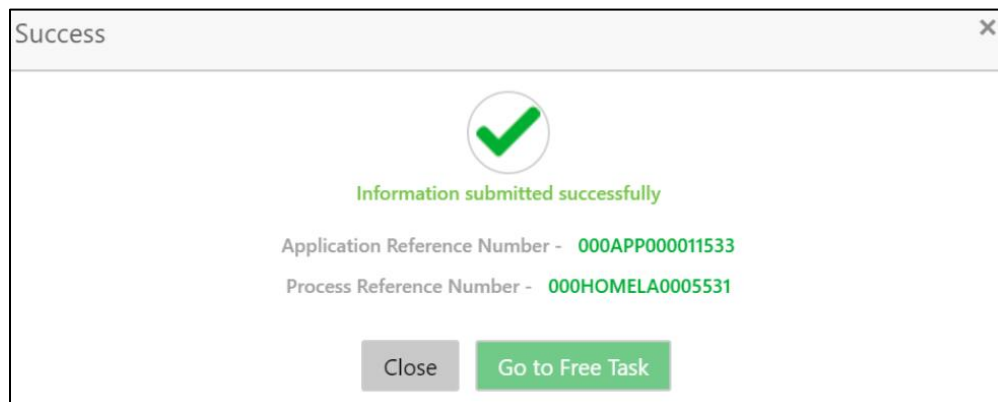 Success ×
Information submitted successfully
Application Reference Number - 000APP000011533
Process Reference Number - 000HOMELA0005531
Close Go to Free Task